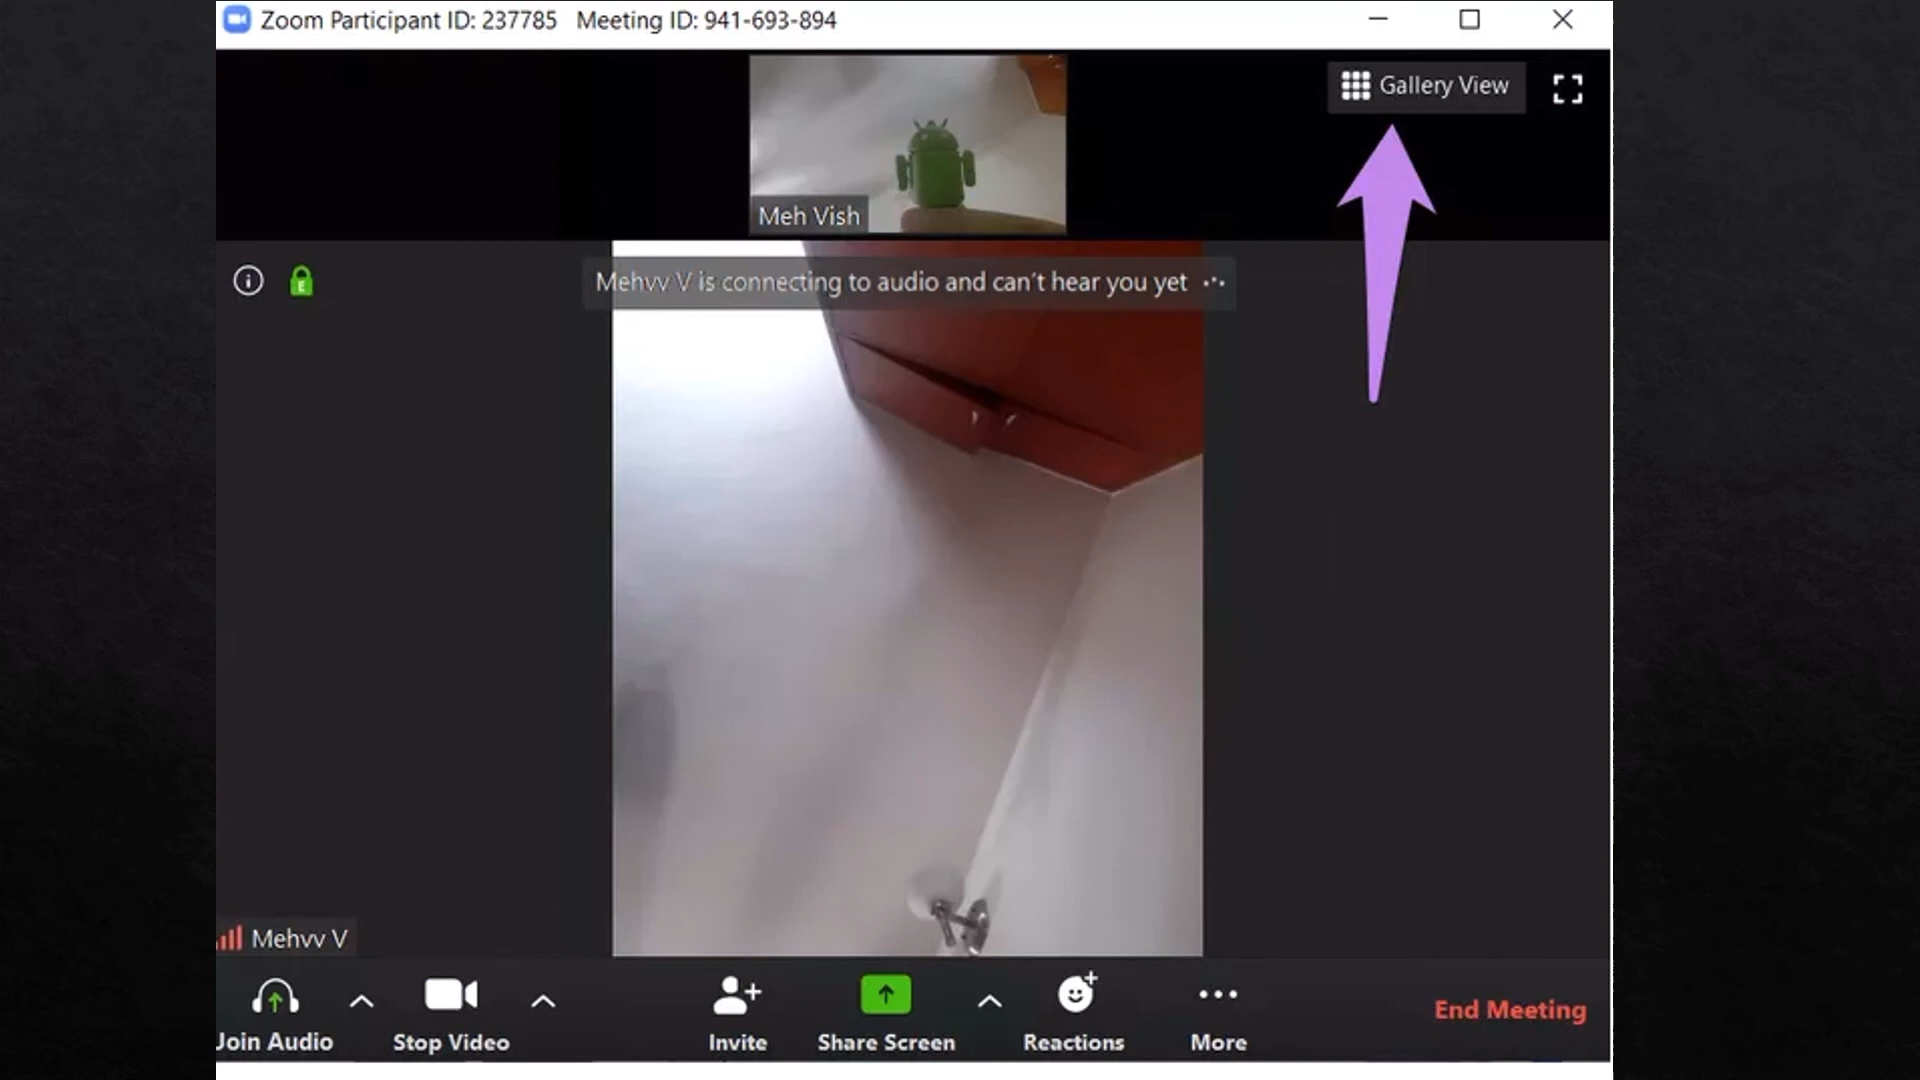 Zoom Participant ID: 237785 Meeting ID: 941-693-894
Gallery View
Meh Vish
Mehvv V is connecting to audio and can't hear you yet
E
Mehvv V
Join Audio
Stop Video
Invite
Share Screen
Reactions
More
End Meeting